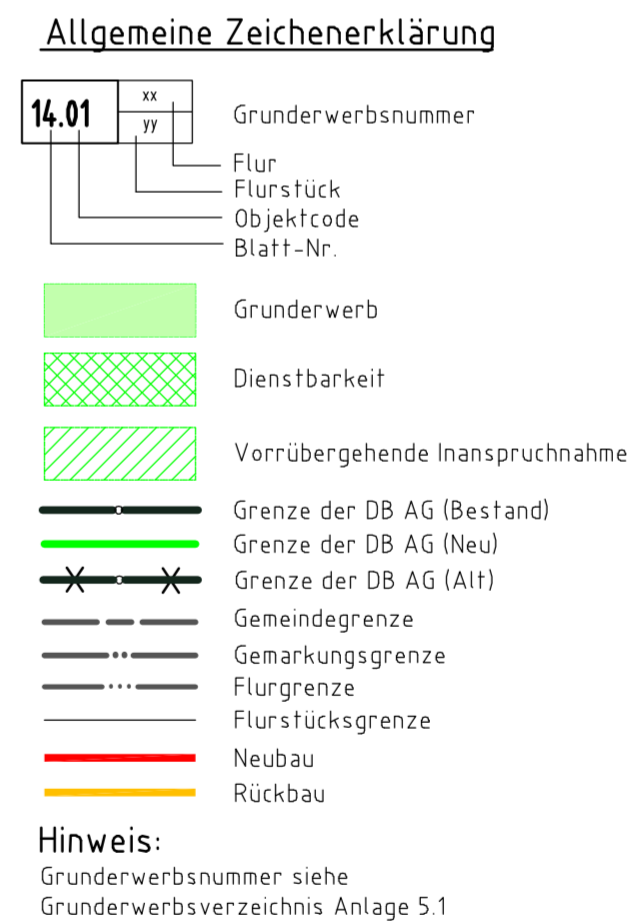 Allgemeine Zeichenerklärung
14.01
xx
yy
Grunderwerbsnummer
Flur
Flurstück
Objektcode
Blatt-Nr.
Grunderwerb
Dienstbarkeit
Vorrübergehende Inanspruchnahme
Grenze der DB AG (Bestand)
Grenze der DB AG (Neu)
Grenze der DB AG (Alt)
Gemeindegrenze
Gemarkungsgrenze
Flurgrenze
Flurstücksgrenze
Neubau
Rückbau
Hinweis:
Grunderwerbsnummer siehe
Grunderwerbsverzeichnis Anlage 5.1